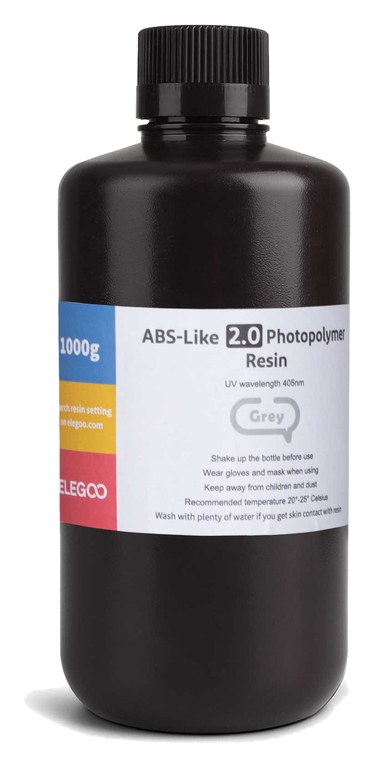 ABS-Like 2.0 Photopolymer
Resin
UV wavelength 405nm
Grey
Shake up the bottle before use
Wear gloves and mask when using
Keep away from children and dust
Recommended temperature 20°-25° Celsius
Wash with plenty of water if you get skin contact with resin
1000g
resin setting
on elegoo.com
ELEGOO